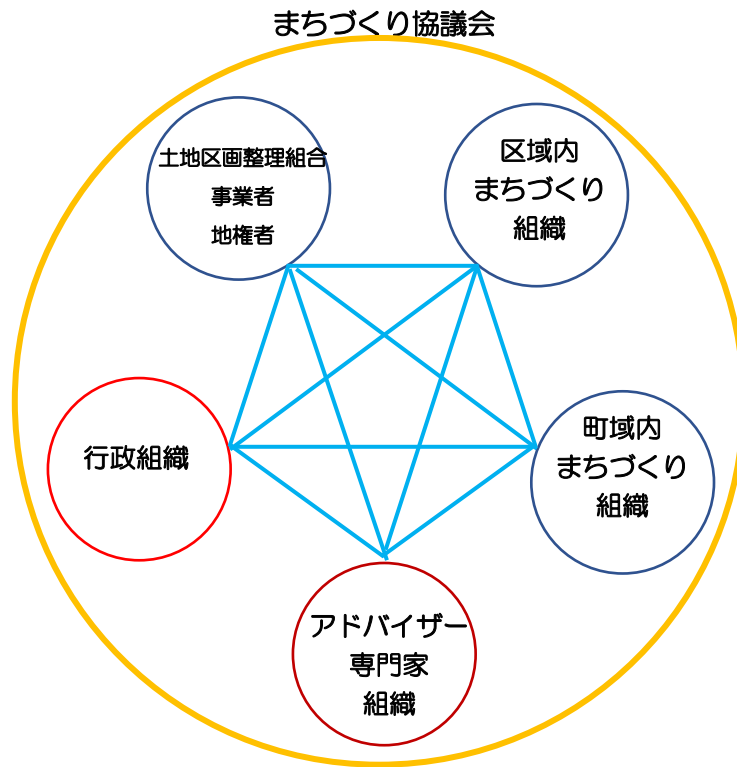 まちづくり協議会
土地区画整理組合
事業者
地権者
区域内
まちづくり
組織
行政組織
町域内
まちづくり
組織
アドバイザー
専門家
組織